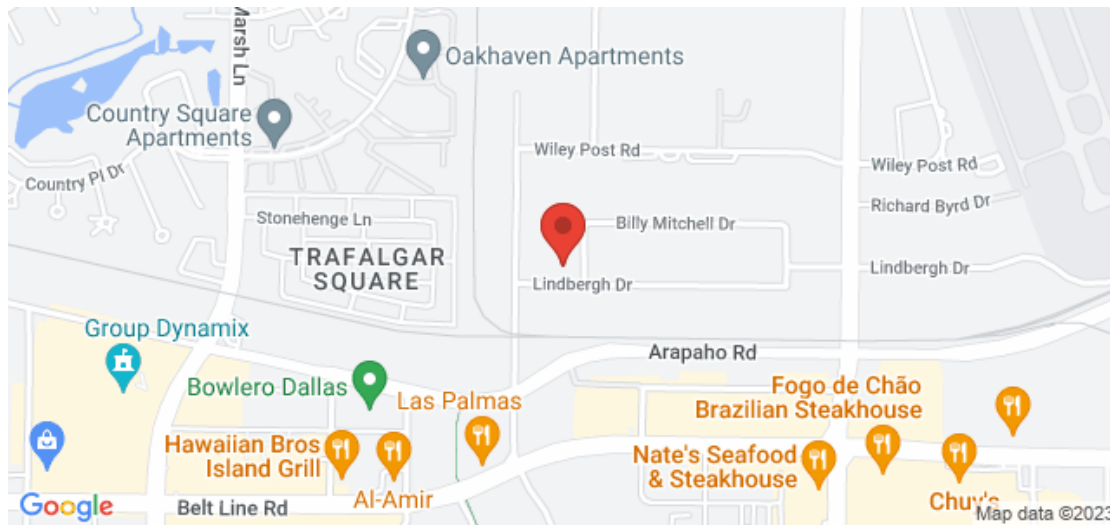 Marsh Ln
Oakhaven Apartments
Country Square
Apartments
Wiley Post Rd
Wiley Post Rd
Country Pl Dr
Richard Byrd Dr
Stonehenge Ln
Billy Mitchell Dr
TRAFALGAR
SQUARE
Lindbergh Dr
Lindbergh Dr
Group Dynamix
Arapaho Rd
Bowlero Dallas
Las Palmas
Fogo de Chão
Brazilian Steakhouse
Hawaiian Bros
Island Grill
Nate's Seafood
& Steakhouse
Al-Amir
Chuy's
Google
Belt Line Rd
Map data ©2023